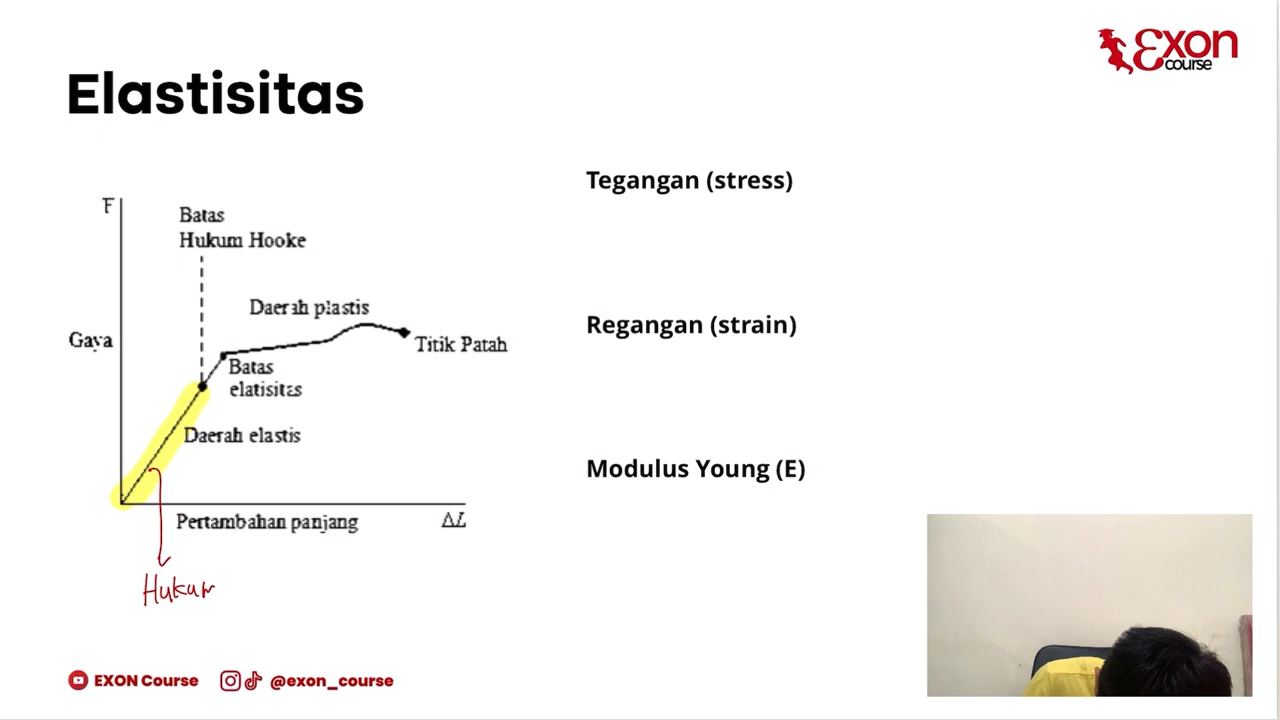 Exon
course
Elastisitas
F
Batas
Hukum Hooke
Daerah plastis
Gaya
Titik Patah
Batas
elatisitas
Daerah elastis
Pertambahan panjang
ΔL
Hukum
Tegangan (stress)
Regangan (strain)
Modulus Young (E)
EXON Course
@exon_course